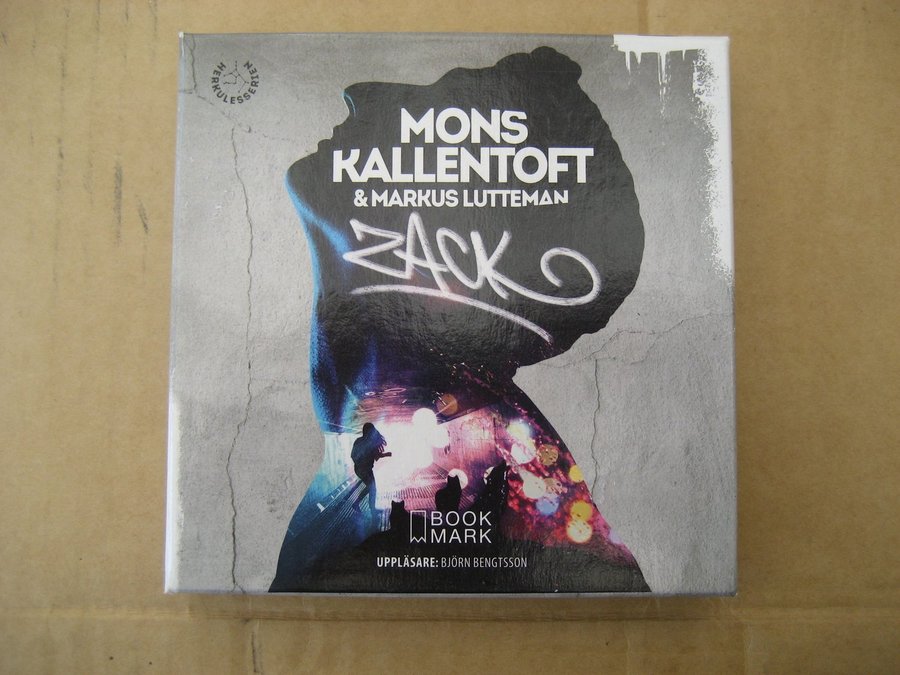 HERKULESSERIEN
MONS
KALLENTOFT
& MARKUS LUTTEMAN
ZACK
BOOK
MARK
UPPLÄSARE: BJÖRN BENGTSSON